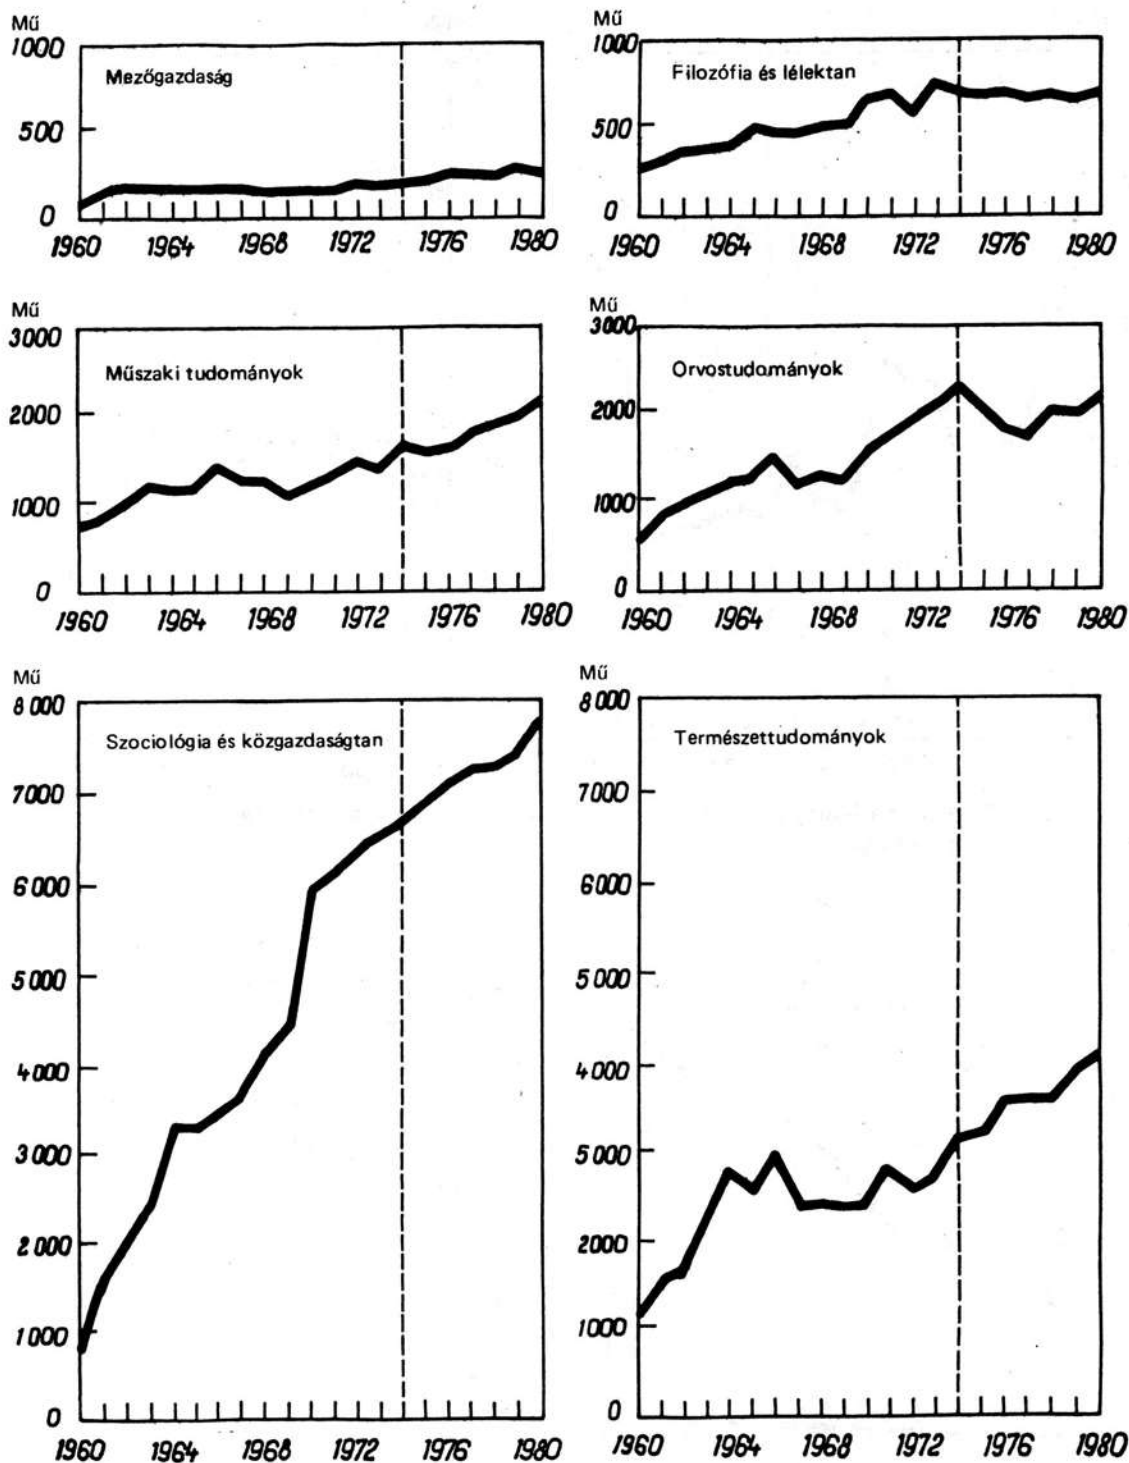 Mű
1000
Mezőgazdaság
500
0
1960 1964 1968 1972 1976 1980
Mű
1000
Filozófia és lélektan
500
0
1960 1964 1968 1972 1976 1980
Mű
3000
Műszaki tudományok
2000
1000
0
1960 1964 1968 1972 1976 1980
Mű
3000
Orvostudományok
2000
1000
0
1960 1964 1968 1972 1976 1980
Mű
8 000
Szociológia és közgazdaságtan
7000
6 000
5 000
4 000
3 000
2 000
1 000
0
1960 1964 1968 1972 1976 1980
Mű
8 000
Természettudományok
7 000
6 000
5 000
4 000
5 000
2000
1 000
0
1960 1964 1968 1972 1976 1980